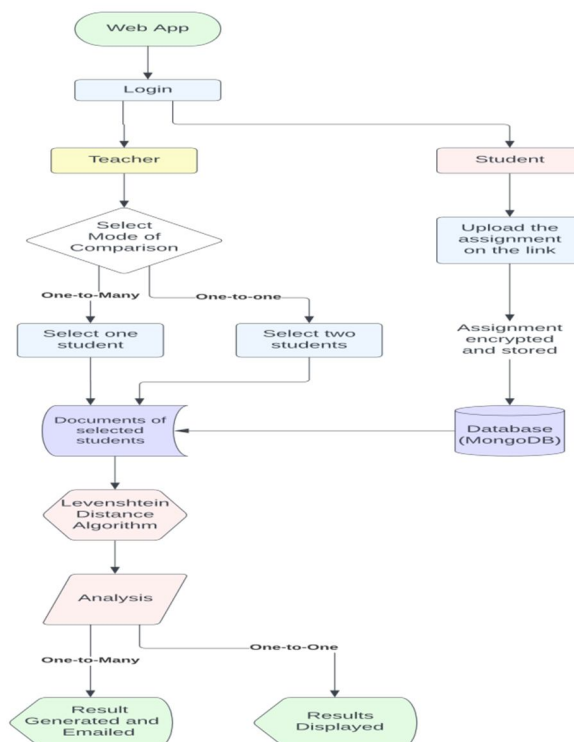 Web App
Login
Teacher
Student
Select
Mode of
Comparison
Upload the
assignment
on the link
One-to-Many
One-to-one
Select one
student
Select two
students
Assignment
encrypted
and stored
Documents of
selected
students
Database
(MongoDB)
Levenshtein
Distance
Algorithm
Analysis
One-to-Many
One-to-One
Result
Generated and
Emailed
Results
Displayed